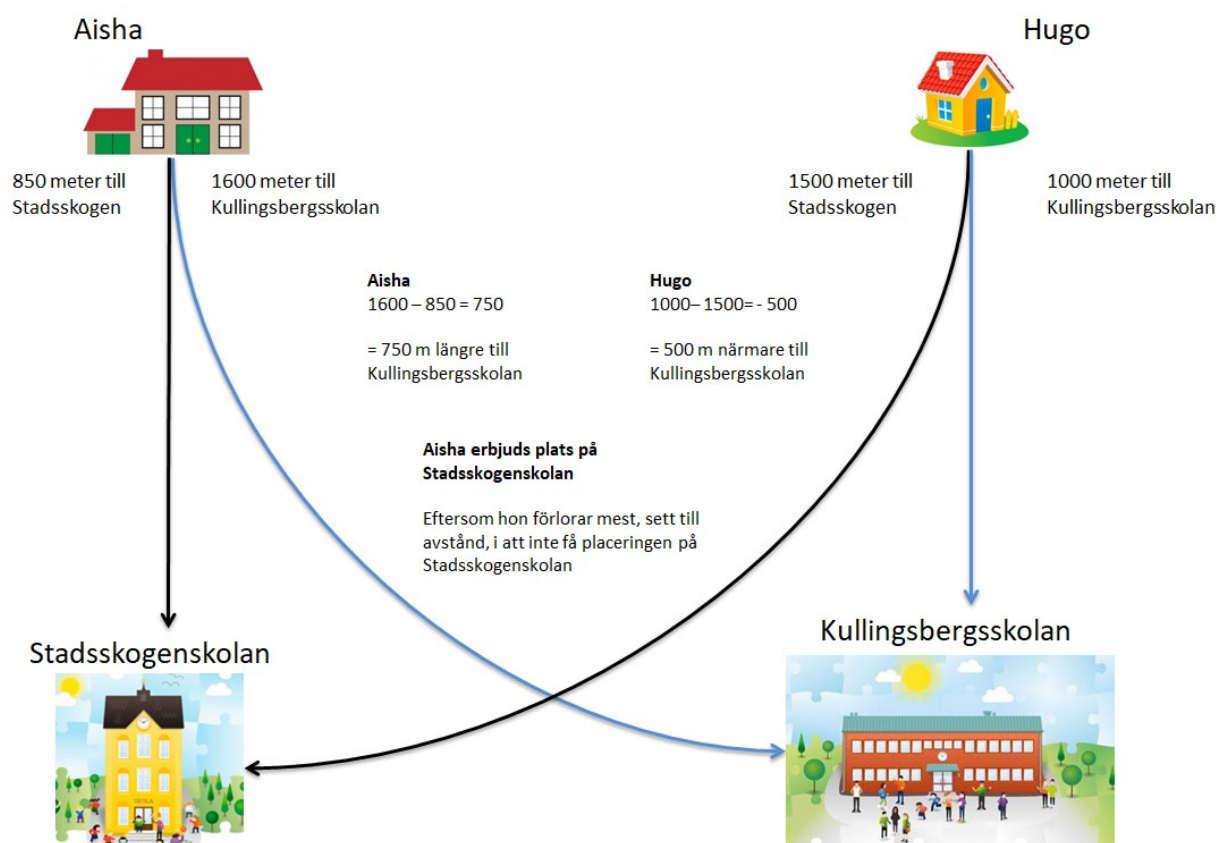 Aisha
Hugo
850 meter till
Stadsskogen
1600 meter till
Kullingsbergsskolan
1500 meter till
Stadsskogen
1000 meter till
Kullingsbergsskolan
Aisha
1600 – 850 = 750
= 750 m längre till
Kullingsbergsskolan
Hugo
1000– 1500= - 500
= 500 m närmare till
Kullingsbergsskolan
Aisha erbjuds plats på
Stadsskogenskolan
Eftersom hon förlorar mest, sett till
avstånd, i att inte få placeringen på
Stadsskogenskolan
Stadsskogenskolan
Kullingsbergsskolan
SKOLA